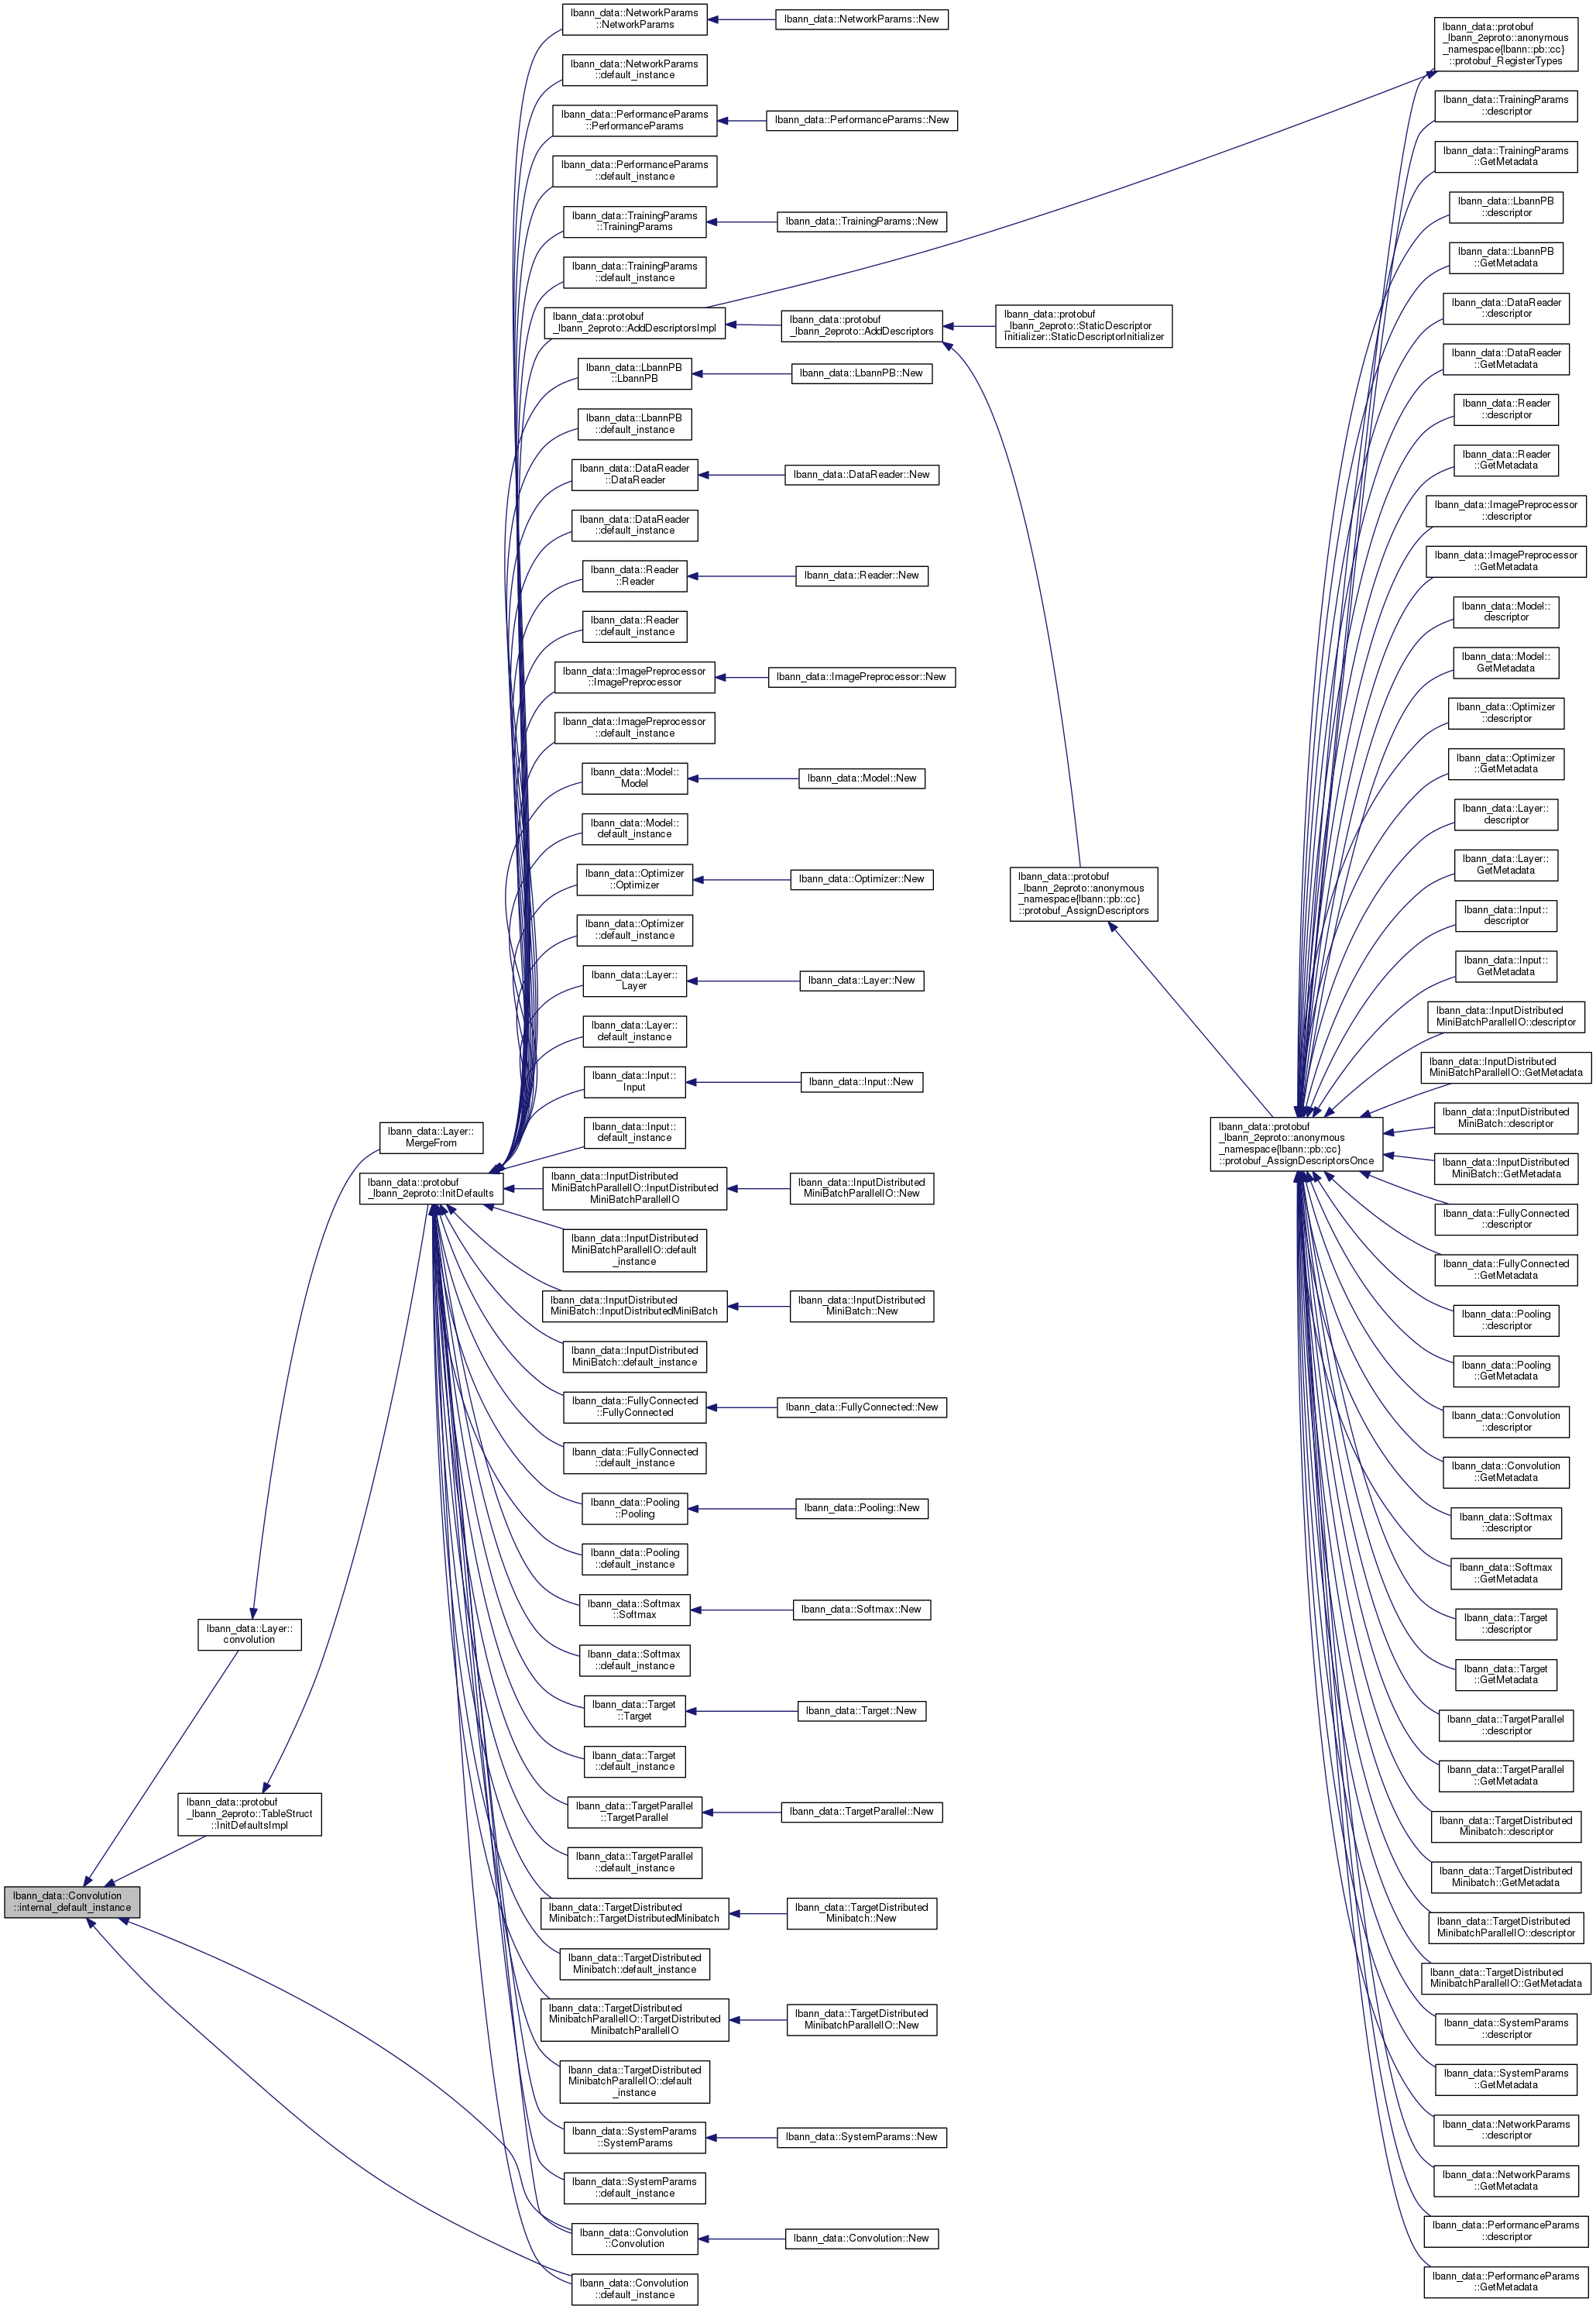 lbann_data::Convolution
::internal_default_instance
lbann_data::Layer::
convolution
lbann_data::protobuf
_lbann_2eproto::TableStruct
::InitDefaultsImpl
lbann_data::Layer::
MergeFrom
lbann_data::protobuf
_lbann_2eproto::InitDefaults
lbann_data::NetworkParams
::NetworkParams
lbann_data::NetworkParams
::default_instance
lbann_data::PerformanceParams
::PerformanceParams
lbann_data::PerformanceParams
::default_instance
lbann_data::TrainingParams
::TrainingParams
lbann_data::TrainingParams
::default_instance
lbann_data::protobuf
_lbann_2eproto::AddDescriptorsImpl
lbann_data::LbannPB
::LbannPB
lbann_data::LbannPB
::default_instance
lbann_data::DataReader
::DataReader
lbann_data::DataReader
::default_instance
lbann_data::Reader
::Reader
lbann_data::Reader
::default_instance
lbann_data::ImagePreprocessor
::ImagePreprocessor
lbann_data::ImagePreprocessor
::default_instance
lbann_data::Model::
Model
lbann_data::Model::
default_instance
lbann_data::Optimizer
::Optimizer
lbann_data::Optimizer
::default_instance
lbann_data::Layer::
Layer
lbann_data::Layer::
default_instance
lbann_data::Input::
Input
lbann_data::Input::
default_instance
lbann_data::InputDistributed
MiniBatchParallelIO::InputDistributed
MiniBatchParallelIO
lbann_data::InputDistributed
MiniBatchParallelIO::default
_instance
lbann_data::InputDistributed
MiniBatch::InputDistributedMiniBatch
lbann_data::InputDistributed
MiniBatch::default_instance
lbann_data::FullyConnected
::FullyConnected
lbann_data::FullyConnected
::default_instance
lbann_data::Pooling
::Pooling
lbann_data::Pooling
::default_instance
lbann_data::Softmax
::Softmax
lbann_data::Softmax
::default_instance
lbann_data::Target
::Target
lbann_data::Target
::default_instance
lbann_data::TargetParallel
::TargetParallel
lbann_data::TargetParallel
::default_instance
lbann_data::TargetDistributed
Minibatch::TargetDistributedMinibatch
lbann_data::TargetDistributed
Minibatch::default_instance
lbann_data::TargetDistributed
MinibatchParallelIO::TargetDistributed
MinibatchParallelIO
lbann_data::TargetDistributed
MinibatchParallelIO::default
_instance
lbann_data::SystemParams
::SystemParams
lbann_data::SystemParams
::default_instance
lbann_data::Convolution
::Convolution
lbann_data::Convolution
::default_instance
lbann_data::NetworkParams::New
lbann_data::PerformanceParams::New
lbann_data::TrainingParams::New
lbann_data::protobuf
_lbann_2eproto::AddDescriptors
lbann_data::LbannPB::New
lbann_data::DataReader::New
lbann_data::Reader::New
lbann_data::ImagePreprocessor::New
lbann_data::Model::New
lbann_data::Optimizer::New
lbann_data::Layer::New
lbann_data::Input::New
lbann_data::InputDistributed
MiniBatchParallelIO::New
lbann_data::InputDistributed
MiniBatch::New
lbann_data::FullyConnected::New
lbann_data::Pooling::New
lbann_data::Softmax::New
lbann_data::Target::New
lbann_data::TargetParallel::New
lbann_data::TargetDistributed
Minibatch::New
lbann_data::TargetDistributed
MinibatchParallelIO::New
lbann_data::SystemParams::New
lbann_data::Convolution::New
lbann_data::protobuf
_lbann_2eproto::StaticDescriptor
Initializer::StaticDescriptorInitializer
lbann_data::protobuf
_lbann_2eproto::anonymous
_namespace{lbann::pb::cc}
::protobuf_AssignDescriptors
lbann_data::protobuf
_lbann_2eproto::anonymous
_namespace{lbann::pb::cc}
::protobuf_AssignDescriptorsOnce
lbann_data::protobuf
_lbann_2eproto::anonymous
_namespace{lbann::pb::cc}
::protobuf_RegisterTypes
lbann_data::TrainingParams
::descriptor
lbann_data::TrainingParams
::GetMetadata
lbann_data::LbannPB
::descriptor
lbann_data::LbannPB
::GetMetadata
lbann_data::DataReader
::descriptor
lbann_data::DataReader
::GetMetadata
lbann_data::Reader
::descriptor
lbann_data::Reader
::GetMetadata
lbann_data::ImagePreprocessor
::descriptor
lbann_data::ImagePreprocessor
::GetMetadata
lbann_data::Model::
descriptor
lbann_data::Model::
GetMetadata
lbann_data::Optimizer
::descriptor
lbann_data::Optimizer
::GetMetadata
lbann_data::Layer::
descriptor
lbann_data::Layer::
GetMetadata
lbann_data::Input::
descriptor
lbann_data::Input::
GetMetadata
lbann_data::InputDistributed
MiniBatchParallelIO::descriptor
lbann_data::InputDistributed
MiniBatchParallelIO::GetMetadata
lbann_data::InputDistributed
MiniBatch::descriptor
lbann_data::InputDistributed
MiniBatch::GetMetadata
lbann_data::FullyConnected
::descriptor
lbann_data::FullyConnected
::GetMetadata
lbann_data::Pooling
::descriptor
lbann_data::Pooling
::GetMetadata
lbann_data::Convolution
::descriptor
lbann_data::Convolution
::GetMetadata
lbann_data::Softmax
::descriptor
lbann_data::Softmax
::GetMetadata
lbann_data::Target
::descriptor
lbann_data::Target
::GetMetadata
lbann_data::TargetParallel
::descriptor
lbann_data::TargetParallel
::GetMetadata
lbann_data::TargetDistributed
Minibatch::descriptor
lbann_data::TargetDistributed
Minibatch::GetMetadata
lbann_data::TargetDistributed
MinibatchParallelIO::descriptor
lbann_data::TargetDistributed
MinibatchParallelIO::GetMetadata
lbann_data::SystemParams
::descriptor
lbann_data::SystemParams
::GetMetadata
lbann_data::NetworkParams
::descriptor
lbann_data::NetworkParams
::GetMetadata
lbann_data::PerformanceParams
::descriptor
lbann_data::PerformanceParams
::GetMetadata